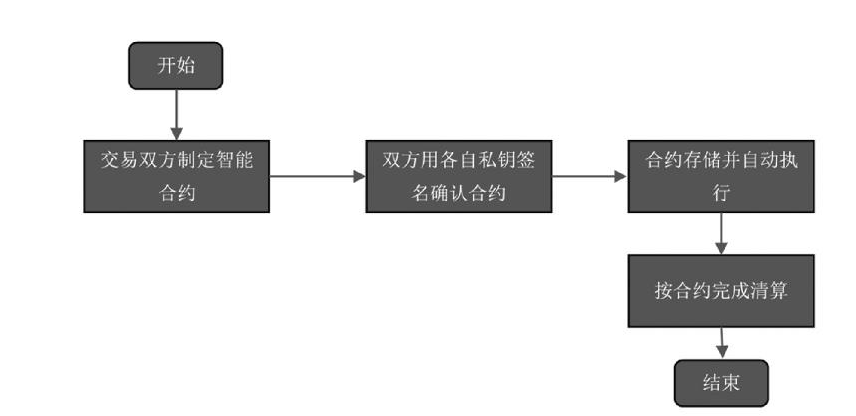 开始
交易双方制定智能
合约
双方用各自私钥签
名确认合约
合约存储并自动执
行
按合约完成清算
结束